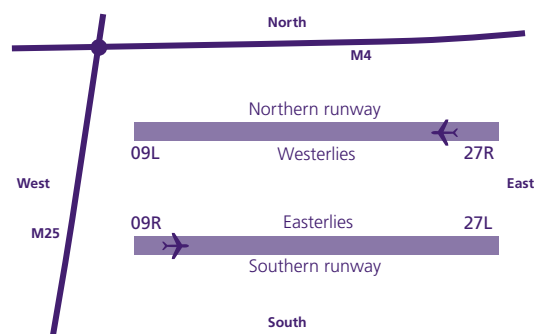 North
M4
Northern runway
09L Westerlies 27R
West East
09R Easterlies 27L
M25
Southern runway
South